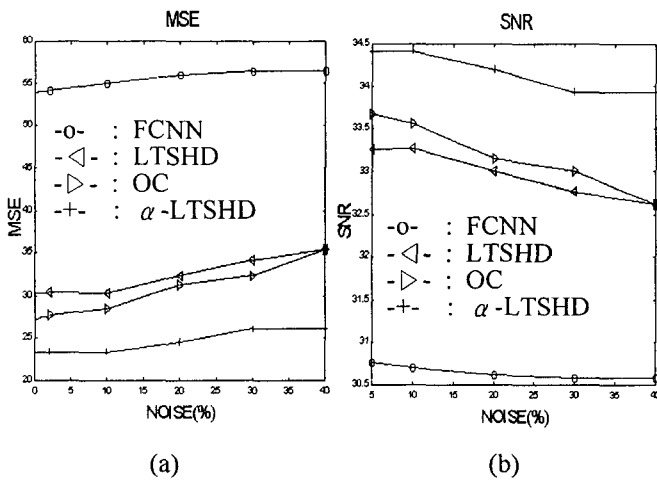 MSE
60
55
50
45
40
35
30
25
20
MSE
-o- : FCNN
-◁- : LTSHD
-▷- : OC
-+- : α-LTSHD
0 5 10 15 20 25 30 35 40
NOISE(%)
(a)
SNR
34.5
34
33.5
33
32.5
32
31.5
31
30.5
SNR
-o- : FCNN
-◁- : LTSHD
-▷- : OC
-+- : α-LTSHD
5 10 15 20 25 30 35 40
NOISE(%)
(b)